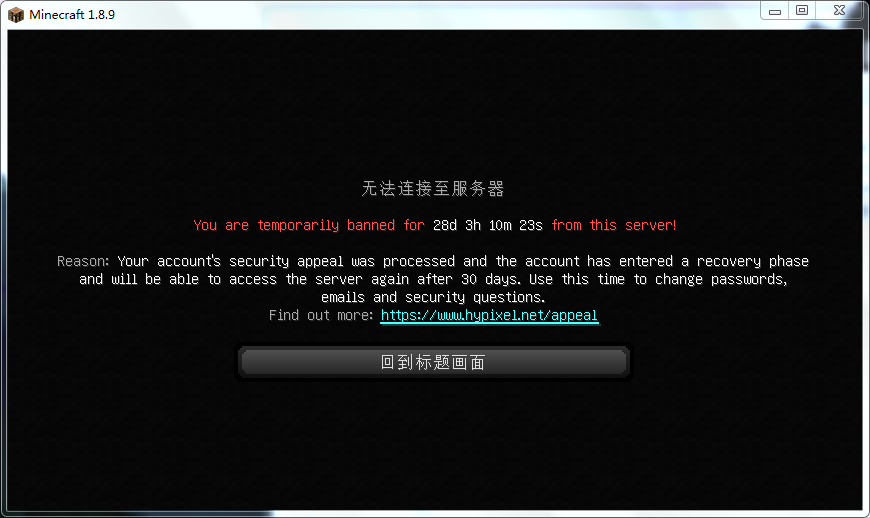 Minecraft 1.8.9
无法连接至服务器
You are temporarily banned for 28d 3h 10m 23s from this server!
Reason: Your account's security appeal was processed and the account has entered a recovery phase
and will be able to access the server again after 30 days. Use this time to change passwords,
emails and security questions.
Find out more: https://www.hypixel.net/appeal
回到标题画面